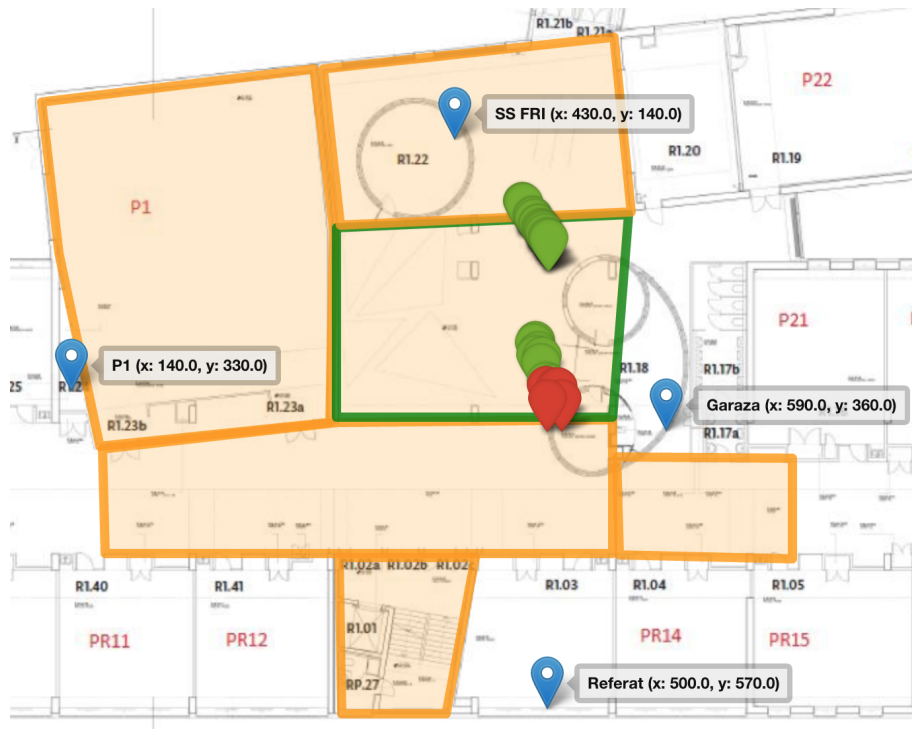 R1.21b
R1.21a
P22
SS FRI (x: 430.0, y: 140.0)
R1.22
R1.20
R1.19
P1
P21
P1 (x: 140.0, y: 330.0)
R1.18
R1.17b
25
R1.23a
Garaza (x: 590.0, y: 360.0)
R1.23b
R1.17a
R1.02a R1.02b R1.02c
R1.40
R1.41
R1.03
R1.04
R1.05
R1.01
PR11
PR12
PR14
PR15
RP.27
Referat (x: 500.0, y: 570.0)